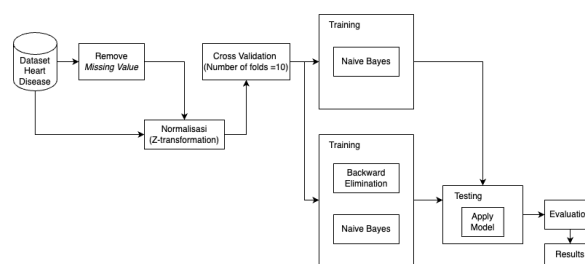 Dataset
Heart
Disease
Remove
Missing Value
Normalisasi
(Z-transformation)
Cross Validation
(Number of folds =10)
Training
Naive Bayes
Training
Backward
Elimination
Naive Bayes
Testing
Apply
Model
Evaluation
Results